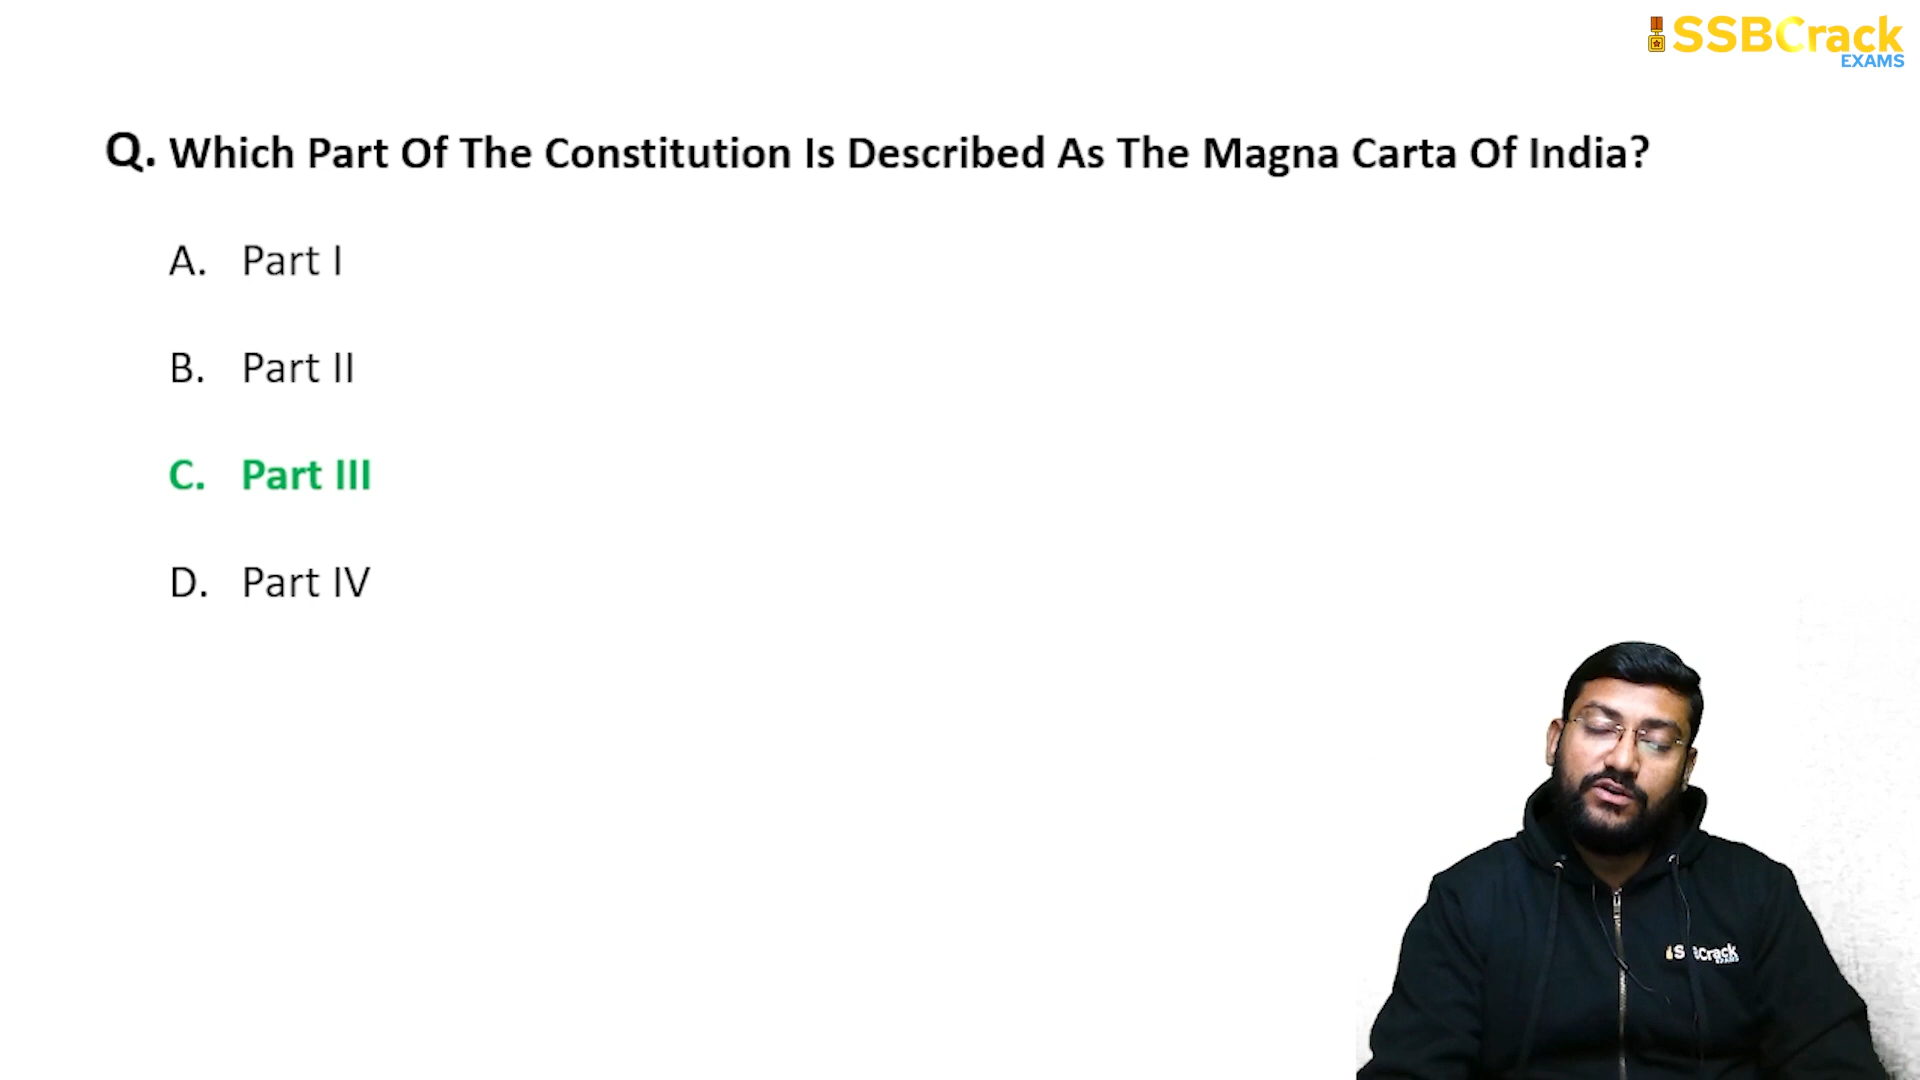 SSBCrack
EXAMS
Q. Which Part Of The Constitution Is Described As The Magna Carta Of India?
A. Part I
B. Part II
C. Part III
D. Part IV